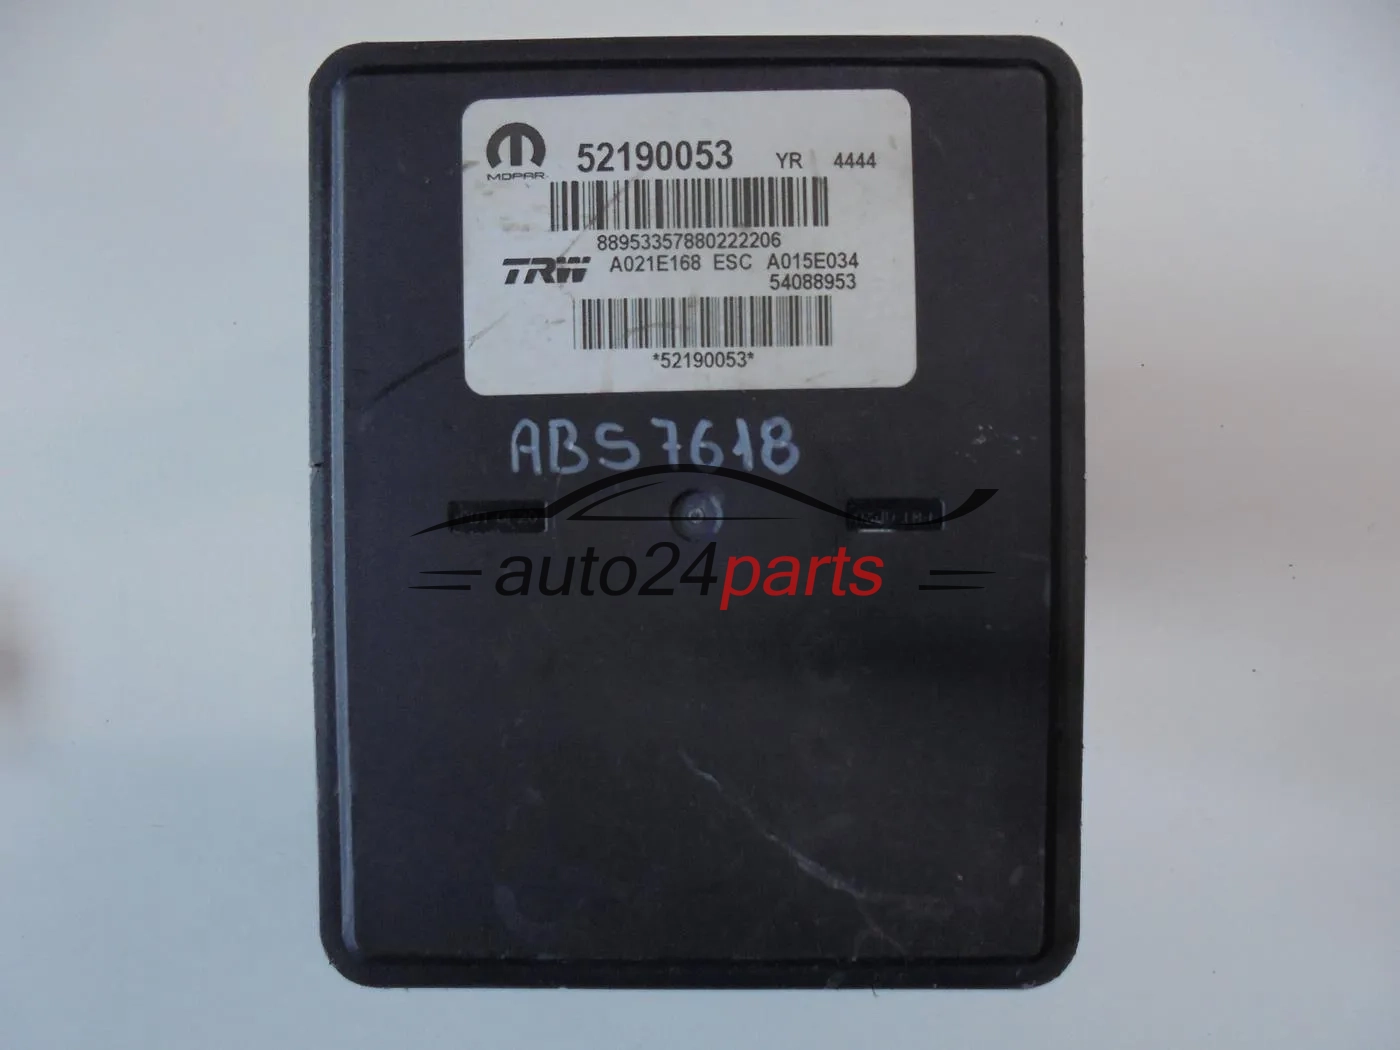 52190053 YR 4444
MOPAR
88953357880222206
TRW A021E168 ESC A015E034
54088953
*52190053*
ABS7618
auto24parts